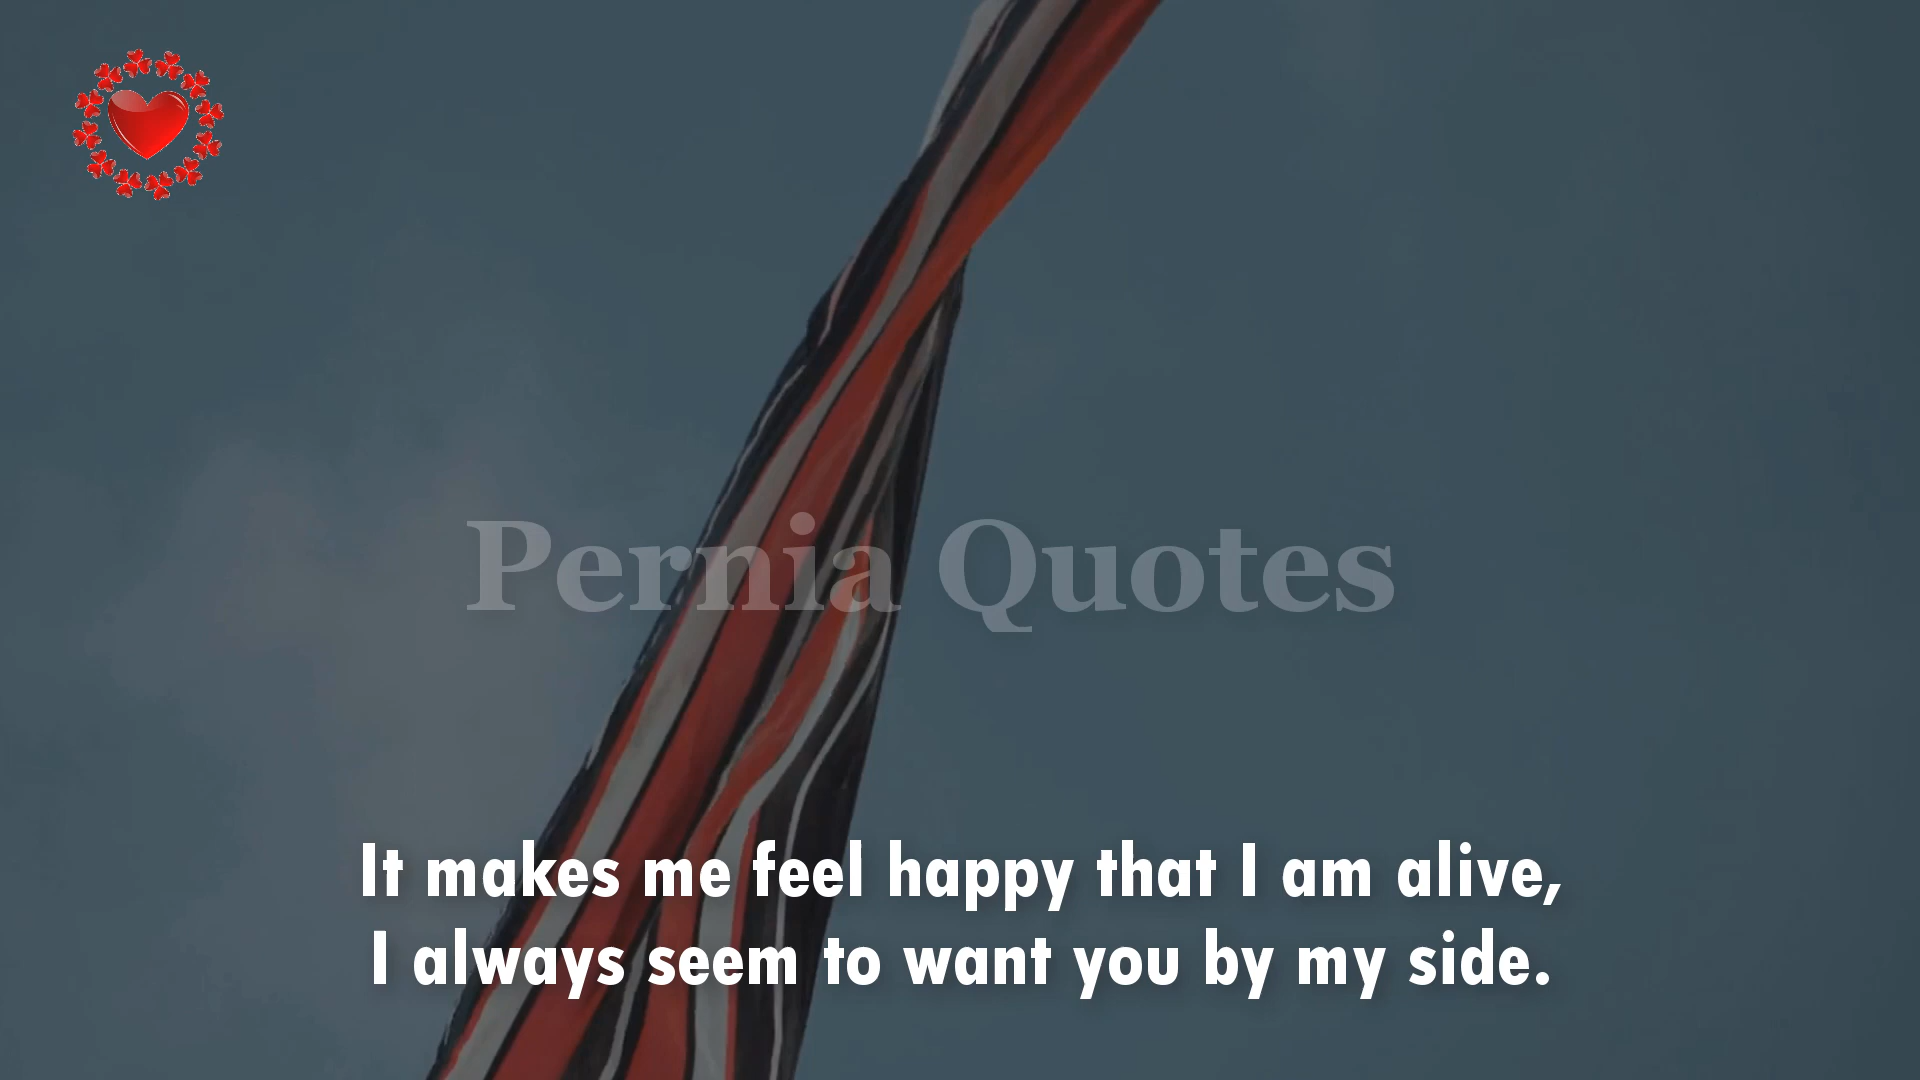 Pernia Quotes
It makes me feel happy that I am alive,
I always seem to want you by my side.